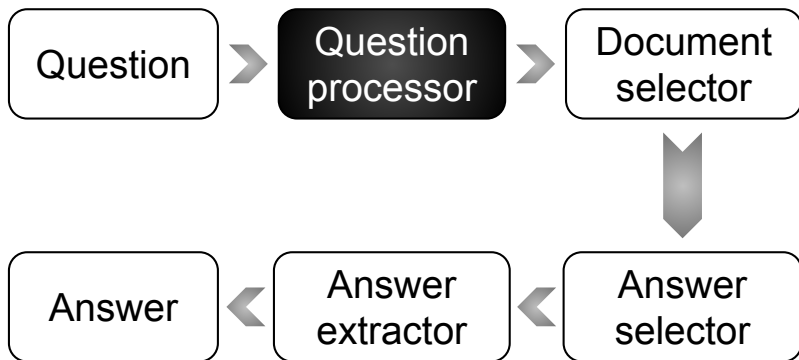 Question
Question
processor
Document
selector
Answer
Answer
extractor
Answer
selector